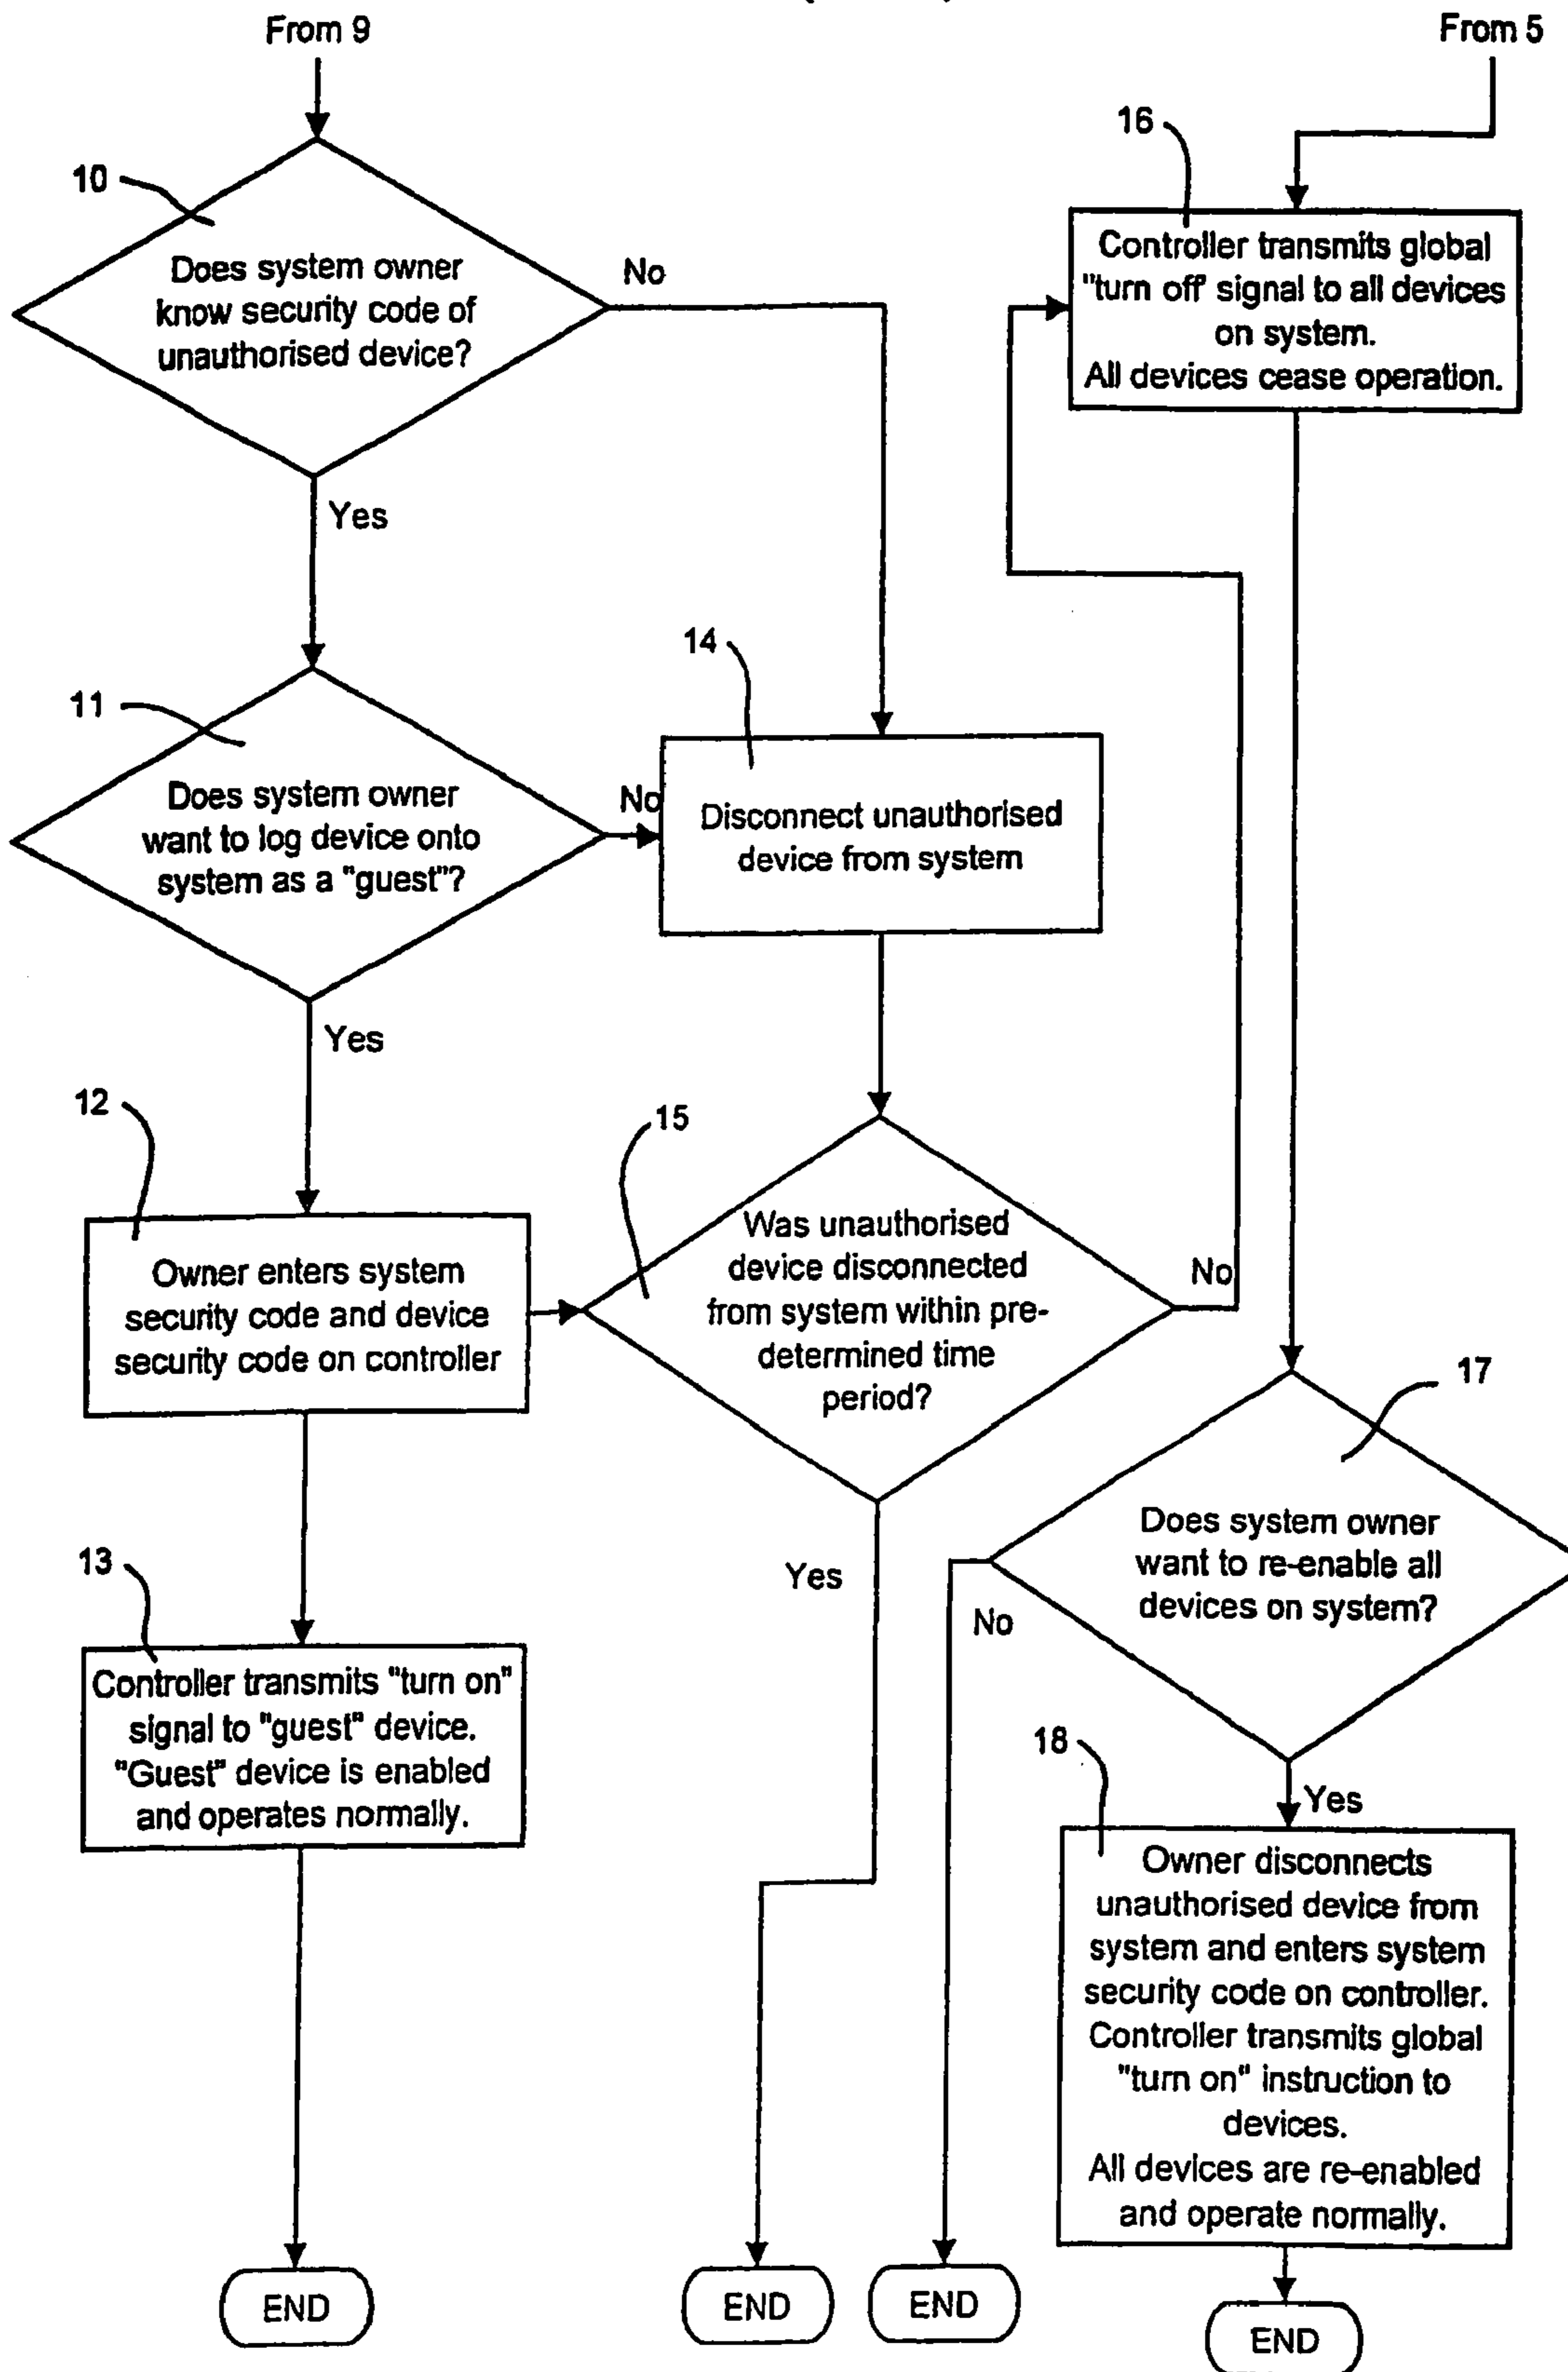 From 9
From 5
10
Does system owner
know security code of
unauthorised device?
No
Yes
16
Controller transmits global
"turn off' signal to all devices
on system.
All devices cease operation.
11
Does system owner
want to log device onto
system as a "guest"?
No
Yes
14
Disconnect unauthorised
device from system
12
Owner enters system
security code and device
security code on controller
15
Was unauthorised
device disconnected
from system within pre-
determined time
period?
No
Yes
13
Controller transmits "turn on"
signal to "guest" device.
"Guest" device is enabled
and operates normally.
17
Does system owner
want to re-enable all
devices on system?
No
Yes
18
Owner disconnects
unauthorised device from
system and enters system
security code on controller.
Controller transmits global
"turn on" instruction to
devices.
All devices are re-enabled
and operate normally.
END
END
END
END